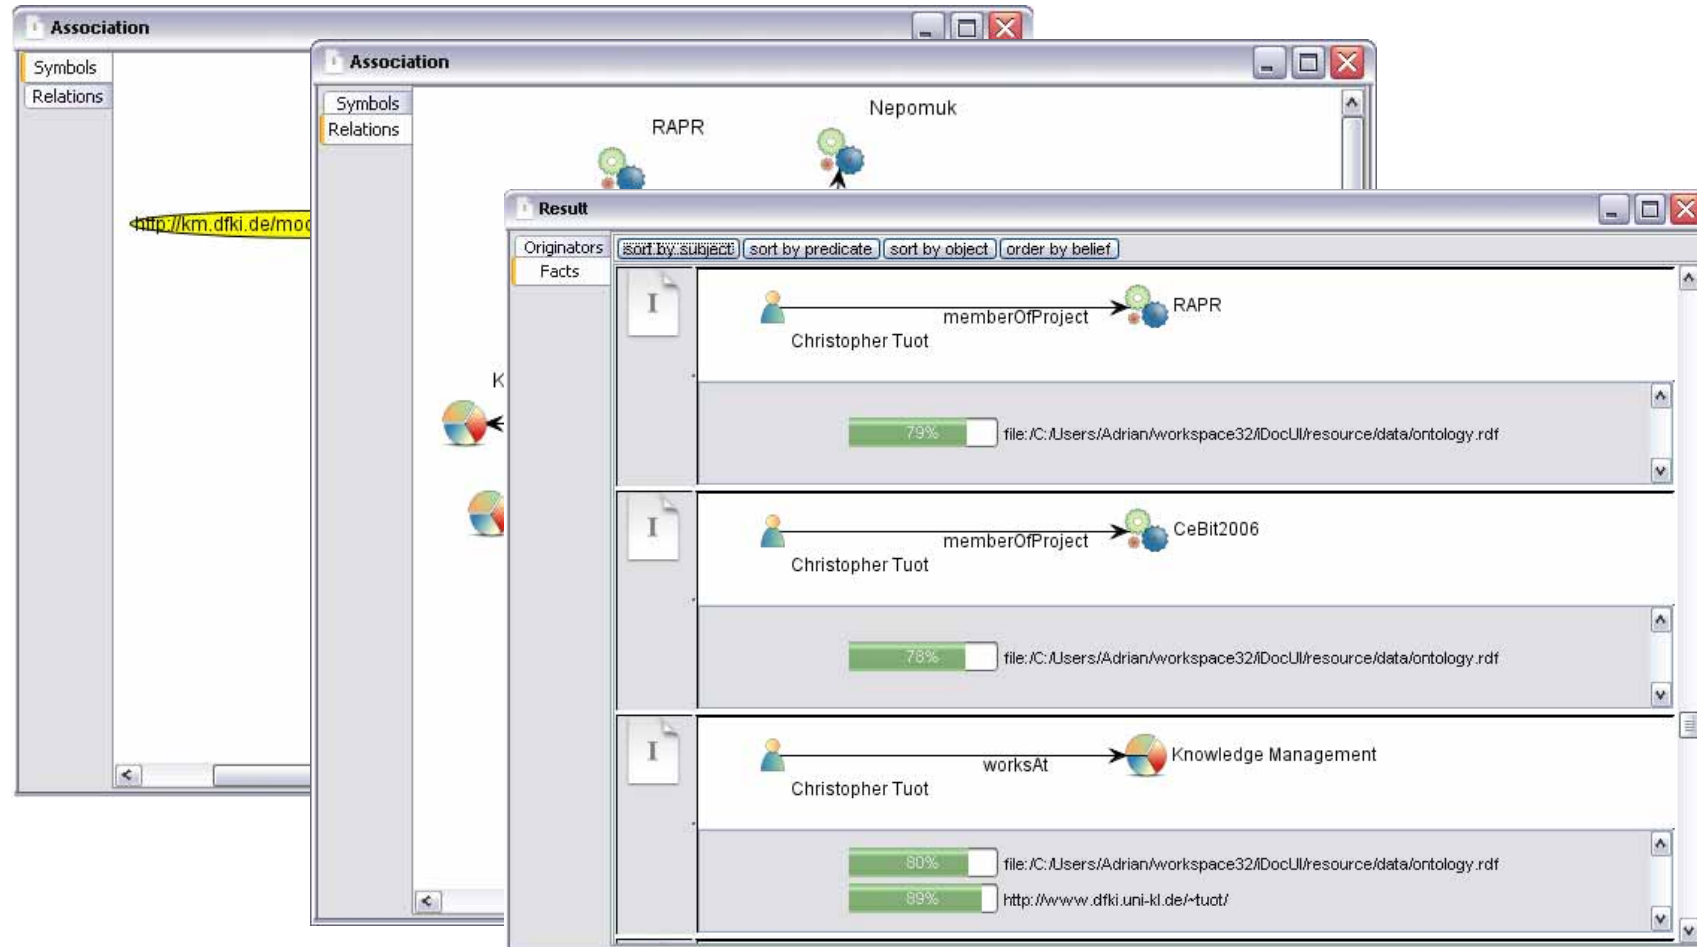 Association
Symbols
Relations
http://km.dfki.de/mod
Association
Symbols
Relations
RAPR
Nepomuk
K
Result
Originators
Facts
sort by subject sort by predicate sort by object order by belief
I
memberOfProject
RAPR
Christopher Tuot
79% file:/C:/Users/Adrian/workspace32/iDocUI/resource/data/ontology.rdf
I
memberOfProject
CeBit2006
Christopher Tuot
78% file:/C:/Users/Adrian/workspace32/iDocUI/resource/data/ontology.rdf
I
worksAt
Knowledge Management
Christopher Tuot
80% file:/C:/Users/Adrian/workspace32/iDocUI/resource/data/ontology.rdf
89% http://www.dfki.uni-kl.de/~tuot/